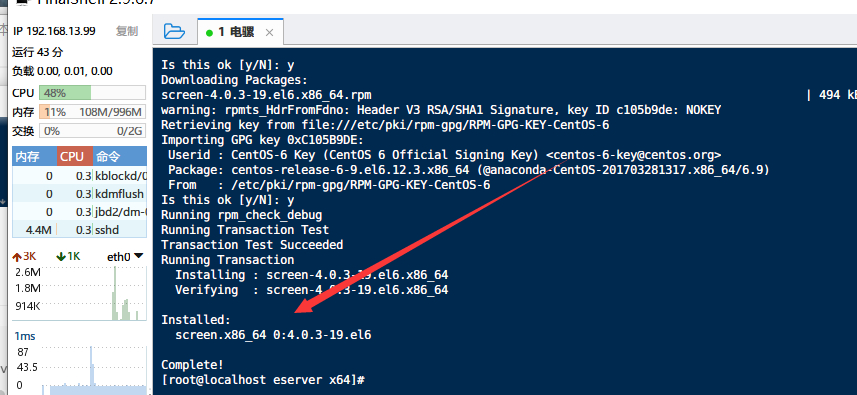 FinalShell 2.9.6.7
IP 192.168.13.99 复制
运行 43 分
负载 0.00, 0.01, 0.00
CPU 48%
内存 11% 108M/996M
交换 0% 0/2G
内存 CPU 命令
0 0.3 kblockd/0
0 0.3 kdmflush
0 0.3 jbd2/dm-
4.4M 0.3 sshd
3K 1K eth0
2.6M
1.8M
914K
1ms
87
43.5
0
1 电骡
Is this ok [y/N]: y
Downloading Packages:
screen-4.0.3-19.el6.x86_64.rpm | 494 kB
warning: rpmts_HdrFromFdno: Header V3 RSA/SHA1 Signature, key ID c105b9de: NOKEY
Retrieving key from file:///etc/pki/rpm-gpg/RPM-GPG-KEY-CentOS-6
Importing GPG key 0xC105B9DE:
Userid : CentOS-6 Key (CentOS 6 Official Signing Key) <centos-6-key@centos.org>
Package: centos-release-6-9.el6.12.3.x86_64 (@anaconda-CentOS-201703281317.x86_64/6.9)
From : /etc/pki/rpm-gpg/RPM-GPG-KEY-CentOS-6
Is this ok [y/N]: y
Running rpm_check_debug
Running Transaction Test
Transaction Test Succeeded
Running Transaction
Installing : screen-4.0.3-19.el6.x86_64
Verifying : screen-4.0.3-19.el6.x86_64
Installed:
screen.x86_64 0:4.0.3-19.el6
Complete!
[root@localhost eserver x64]#